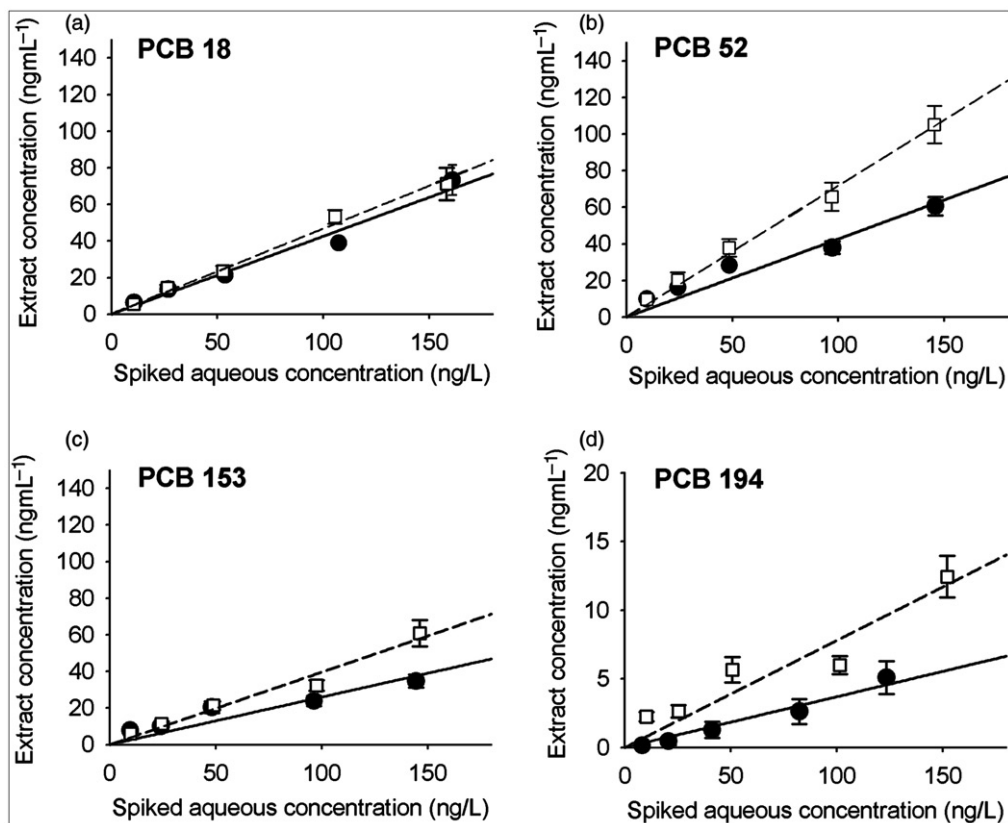 (a)
PCB 18
Extract concentration (ngmL⁻¹)
140
120
100
80
60
40
20
0
0 50 100 150
Spiked aqueous concentration (ng/L)
(b)
PCB 52
Extract concentration (ngmL⁻¹)
140
120
100
80
60
40
20
0
0 50 100 150
Spiked aqueous concentration (ng/L)
(c)
PCB 153
Extract concentration (ngmL⁻¹)
140
120
100
80
60
40
20
0
0 50 100 150
Spiked aqueous concentration (ng/L)
(d)
PCB 194
Extract concentration (ngmL⁻¹)
20
15
10
5
0
0 50 100 150
Spiked aqueous concentration (ng/L)